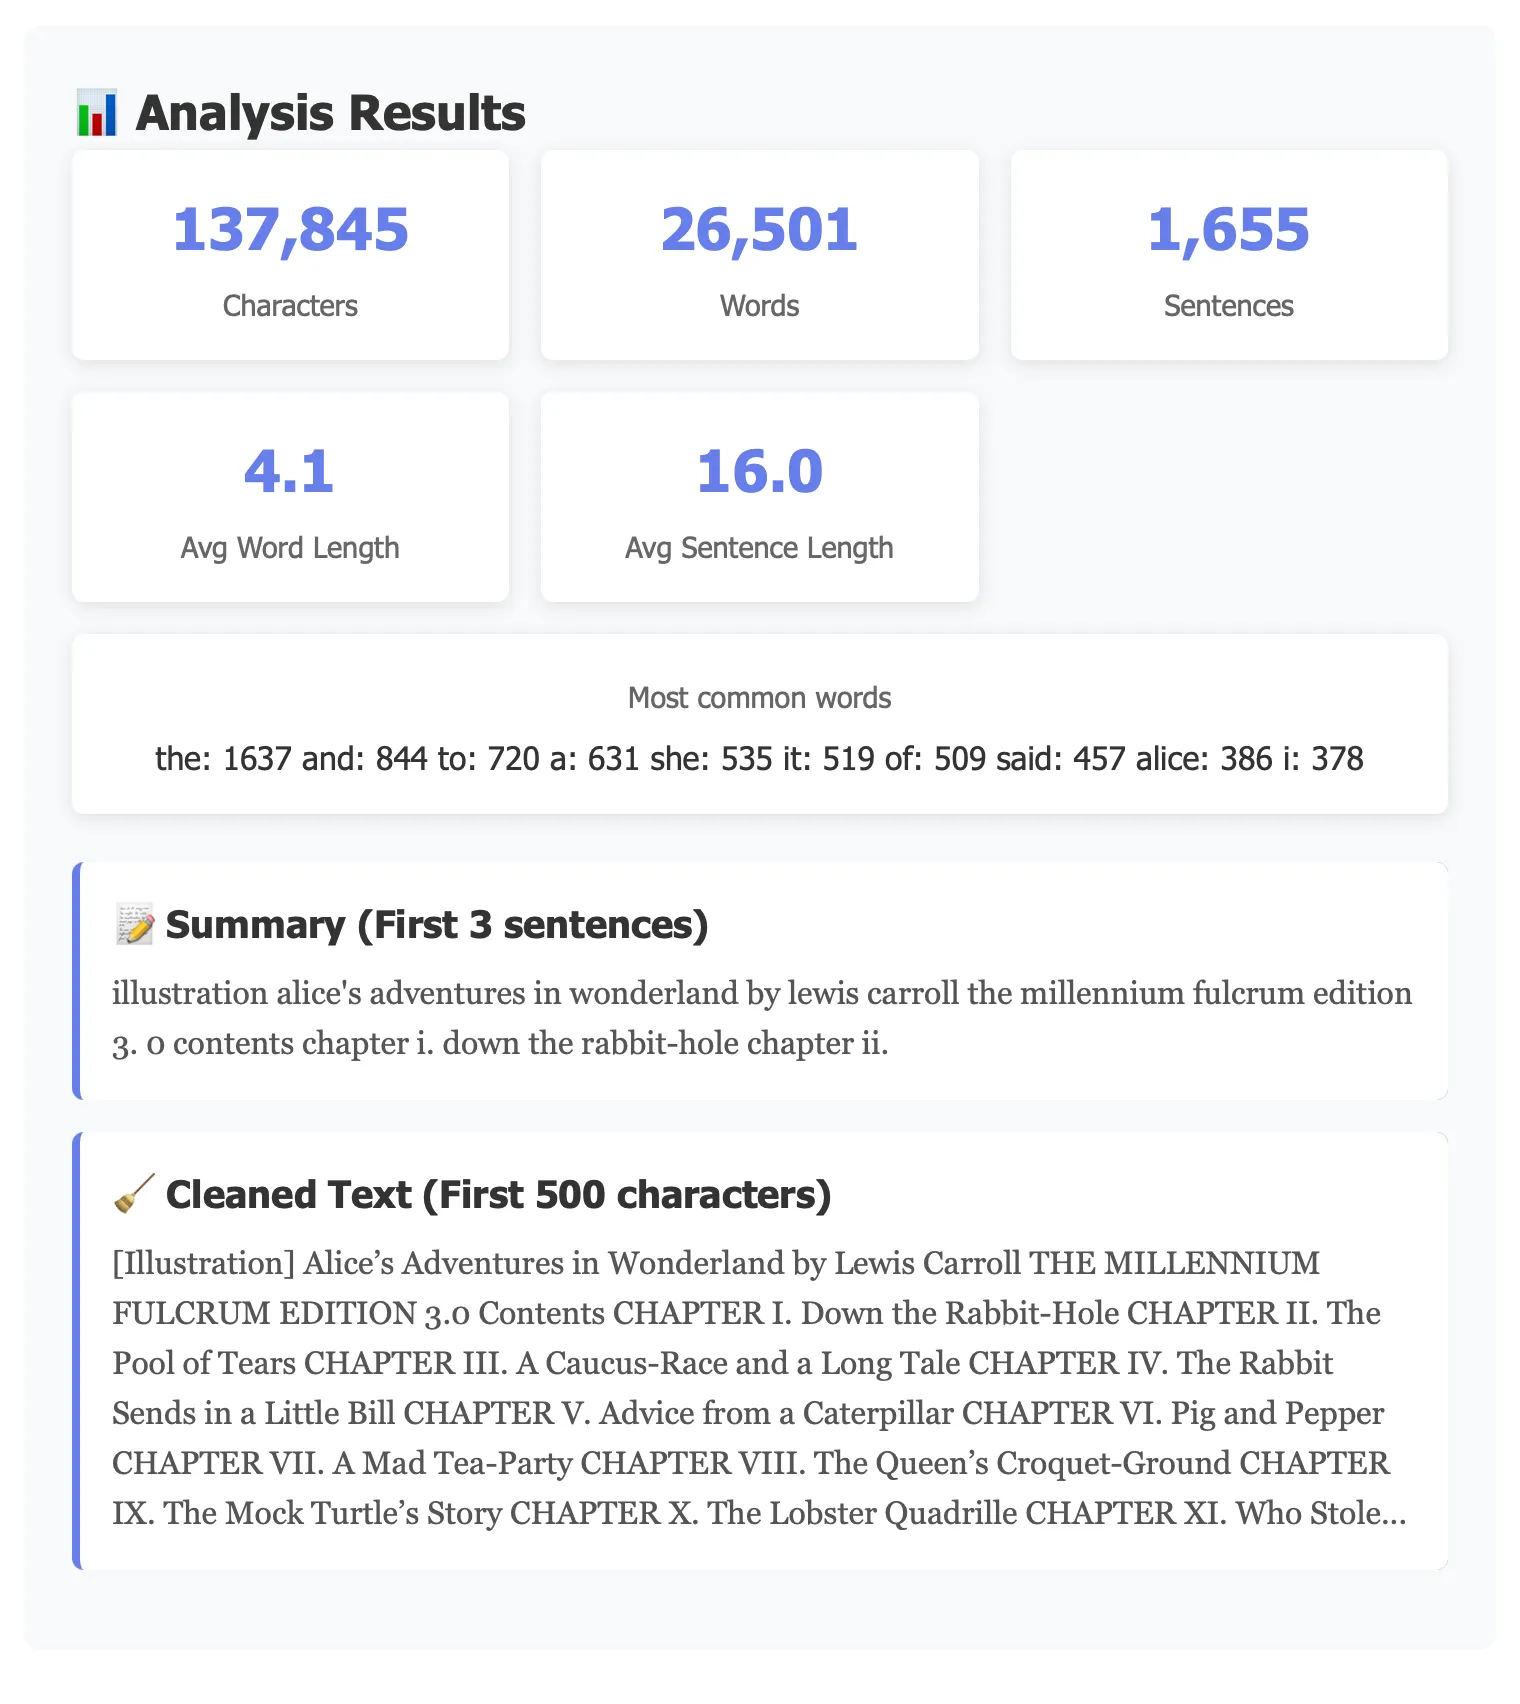 Analysis Results
137,845
Characters
26,501
Words
1,655
Sentences
4.1
Avg Word Length
16.0
Avg Sentence Length
Most common words
the: 1637 and: 844 to: 720 a: 631 she: 535 it: 519 of: 509 said: 457 alice: 386 i: 378
Summary (First 3 sentences)
illustration alice's adventures in wonderland by lewis carroll the millennium fulcrum edition
3. 0 contents chapter i. down the rabbit-hole chapter ii.
Cleaned Text (First 500 characters)
[Illustration] Alice’s Adventures in Wonderland by Lewis Carroll THE MILLENNIUM
FULCRUM EDITION 3.0 Contents CHAPTER I. Down the Rabbit-Hole CHAPTER II. The
Pool of Tears CHAPTER III. A Caucus-Race and a Long Tale CHAPTER IV. The Rabbit
Sends in a Little Bill CHAPTER V. Advice from a Caterpillar CHAPTER VI. Pig and Pepper
CHAPTER VII. A Mad Tea-Party CHAPTER VIII. The Queen’s Croquet-Ground CHAPTER
IX. The Mock Turtle’s Story CHAPTER X. The Lobster Quadrille CHAPTER XI. Who Stole...